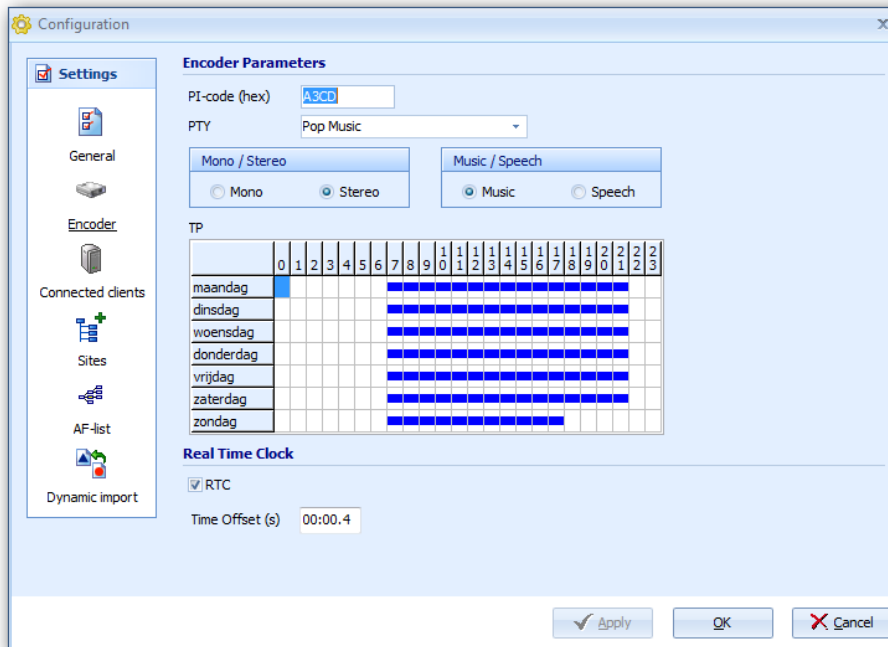 Configuration
x
Settings
General
Encoder
Connected clients
Sites
AF-list
Dynamic import
Encoder Parameters
PI-code (hex) A3CD
PTY Pop Music
Mono / Stereo
Mono Stereo
Music / Speech
Music Speech
TP
0 1 2 3 4 5 6 7 8 9 10 11 12 13 14 15 16 17 18 19 20 21 22 23
maandag
dinsdag
woensdag
donderdag
vrijdag
zaterdag
zondag
Real Time Clock
RTC
Time Offset (s) 00:00.4
Apply OK Cancel